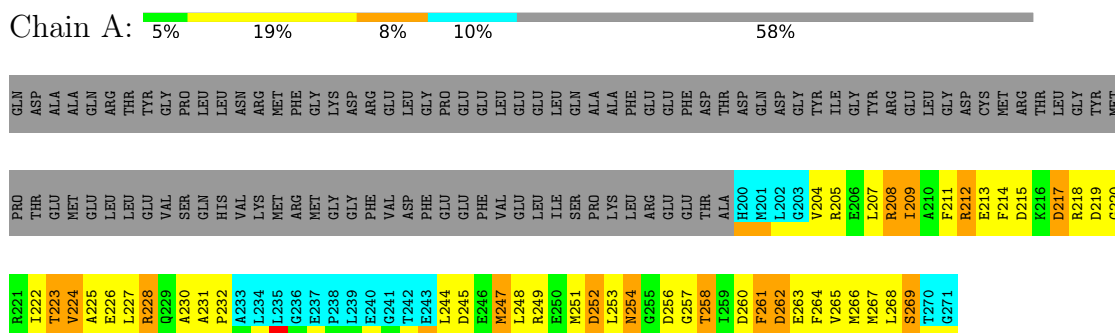 Chain A: 5% 19% 8% 10% 58%
GLN ASP ALA ALA GLN ARG THR TYR GLY PRO LEU LEU ASN ARG MET PHE GLY LYS ASP ARG GLU LEU GLY PRO GLU GLU LEU GLU GLU LEU GLN ALA ALA PHE GLU GLU PHE ASP THR ASP GLN ASP GLY TYR ILE GLY TYR ARG GLU LEU GLY ASP CYS MET ARG THR LEU GLY TYR MET
PRO THR GLU MET GLU LEU LEU GLU VAL SER GLN HIS VAL LYS MET ARG MET GLY GLY PHE VAL ASP PHE GLU GLU PHE VAL GLU LEU ILE SER PRO LYS LEU ARG GLU GLU THR ALA H200 M201 L202 G203 V204 R205 E206 L207 R208 I209 A210 F211 R212 E213 F214 D215 K216 D217 R218 D219 G220
R221 I222 T223 V224 A225 E226 L227 R228 Q229 A230 A231 P232 A233 L234 L235 G236 E237 P238 L239 E240 G241 T242 E243 L244 D245 E246 M247 L248 R249 E250 M251 D252 L253 N254 G255 D256 G257 T258 I259 D260 F261 D262 E263 F264 V265 M266 M267 L268 S269 T270 G271